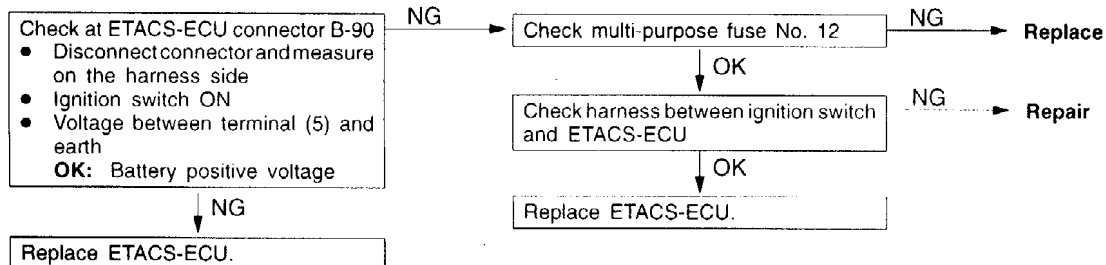 Check at ETACS-ECU connector B-90
● Disconnect connector and measure
on the harness side
● Ignition switch ON
● Voltage between terminal (5) and
earth
OK: Battery positive voltage
NG
Replace ETACS-ECU.
NG
Check multi-purpose fuse No. 12
NG
Replace
OK
Check harness between ignition switch
and ETACS-ECU
NG
Repair
OK
Replace ETACS-ECU.